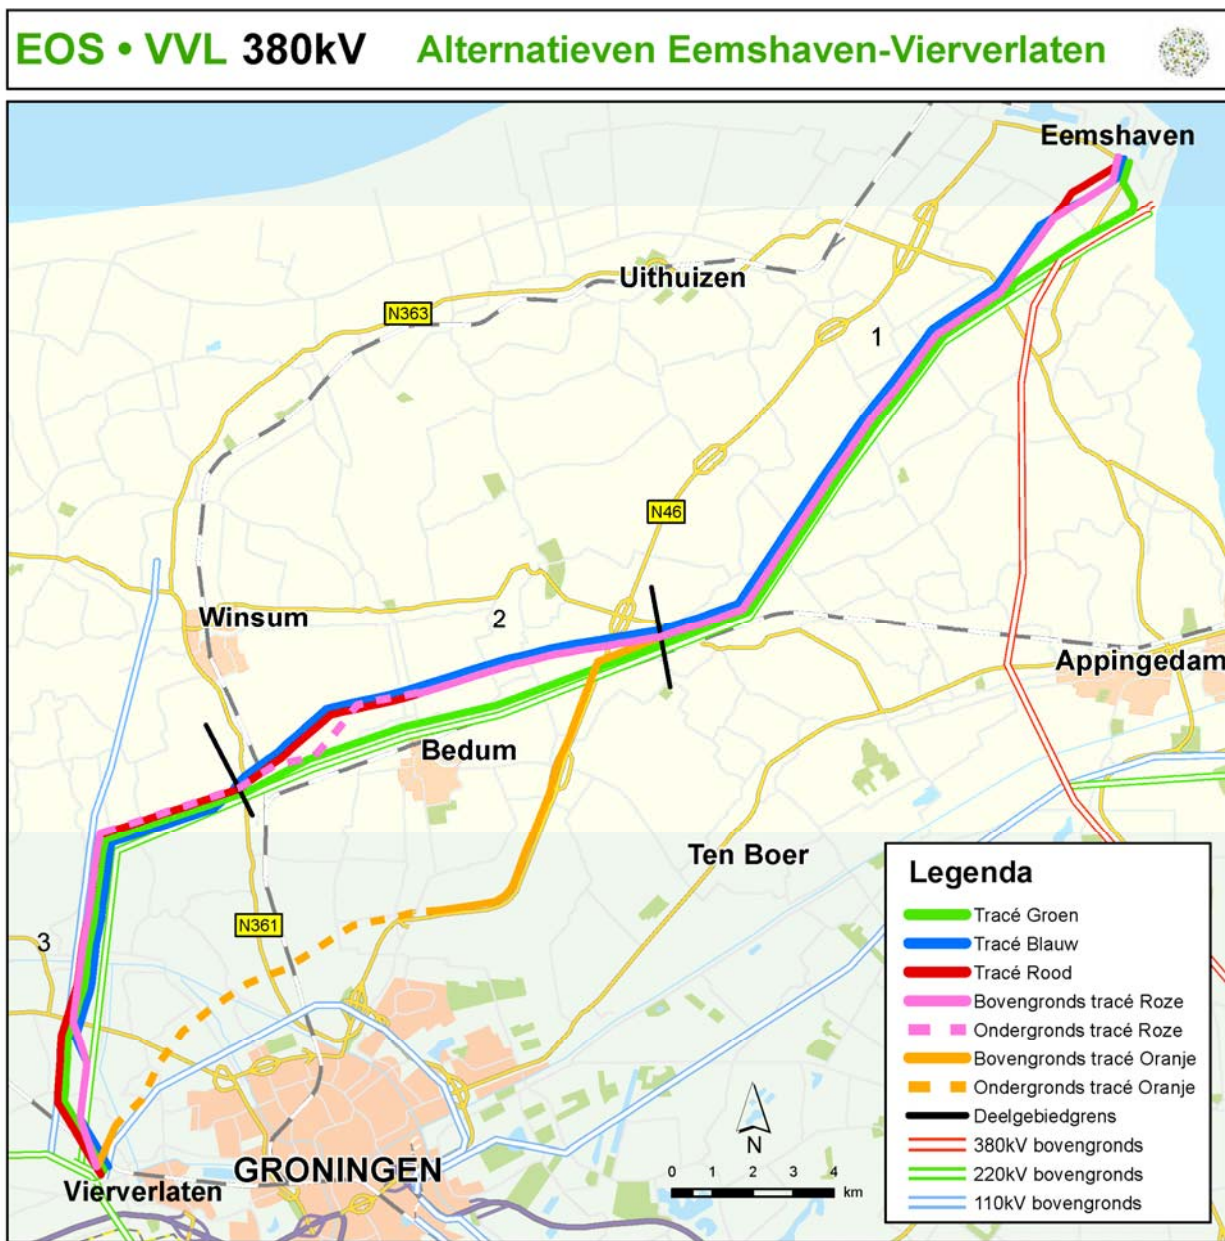 EOS • VVL 380kV Alternatieven Eemshaven-Vierverlaten
Eemshaven
Uithuizen
N363
1
N46
Winsum
2
Appingedam
Bedum
Ten Boer
N361
3
GRONINGEN
Vierverlaten
N
0 1 2 3 4
km
Legenda
Tracé Groen
Tracé Blauw
Tracé Rood
Bovengronds tracé Roze
Ondergronds tracé Roze
Bovengronds tracé Oranje
Ondergronds tracé Oranje
Deelgebiedgrens
380kV bovengronds
220kV bovengronds
110kV bovengronds